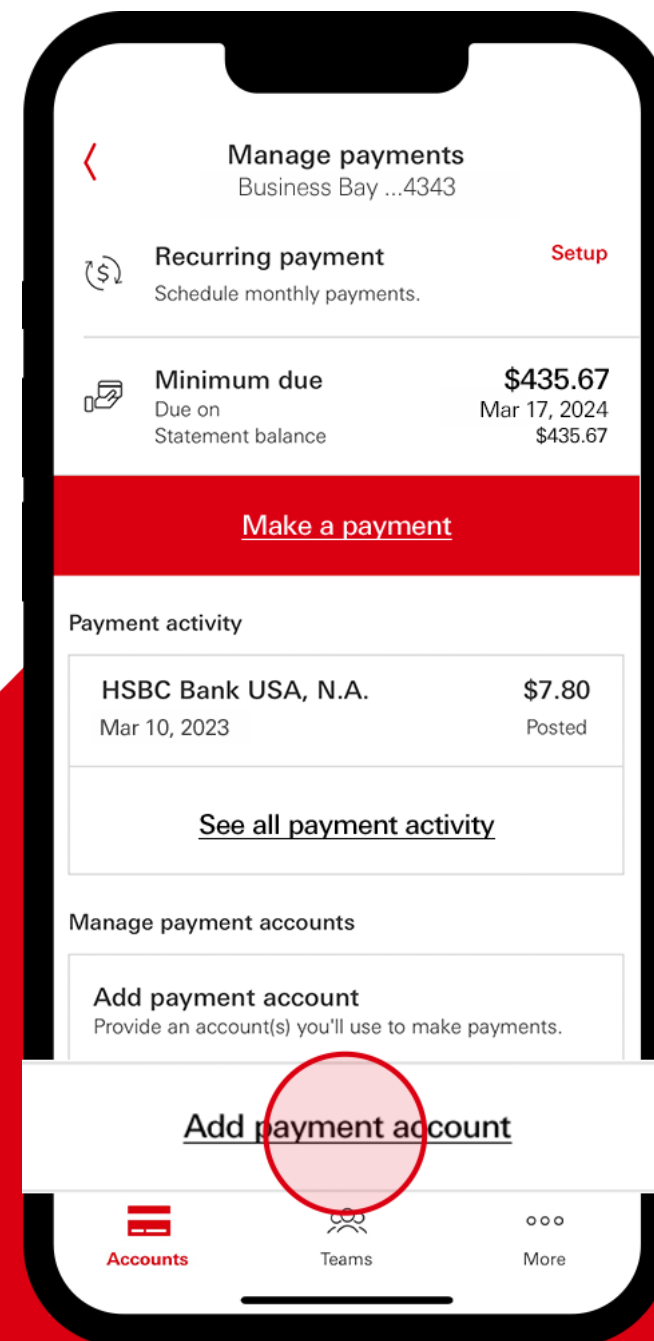 Manage payments
Business Bay ...4343
Recurring payment Setup
Schedule monthly payments.
Minimum due $435.67
Due on Mar 17, 2024
Statement balance $435.67
Make a payment
Payment activity
HSBC Bank USA, N.A. $7.80
Mar 10, 2023 Posted
See all payment activity
Manage payment accounts
Add payment account
Provide an account(s) you'll use to make payments.
Add payment account
Accounts Teams More